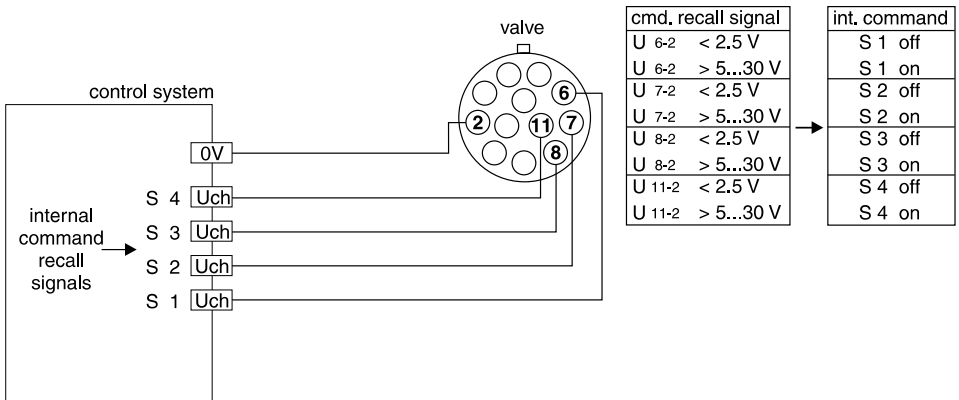 control system
0V
S 4 Uch
S 3 Uch
S 2 Uch
S 1 Uch
internal
command
recall
signals
valve
6
2
11
7
8
cmd. recall signal
U 6-2 < 2.5 V
U 6-2 > 5...30 V
U 7-2 < 2.5 V
U 7-2 > 5...30 V
U 8-2 < 2.5 V
U 8-2 > 5...30 V
U 11-2 < 2.5 V
U 11-2 > 5...30 V
int. command
S 1 off
S 1 on
S 2 off
S 2 on
S 3 off
S 3 on
S 4 off
S 4 on